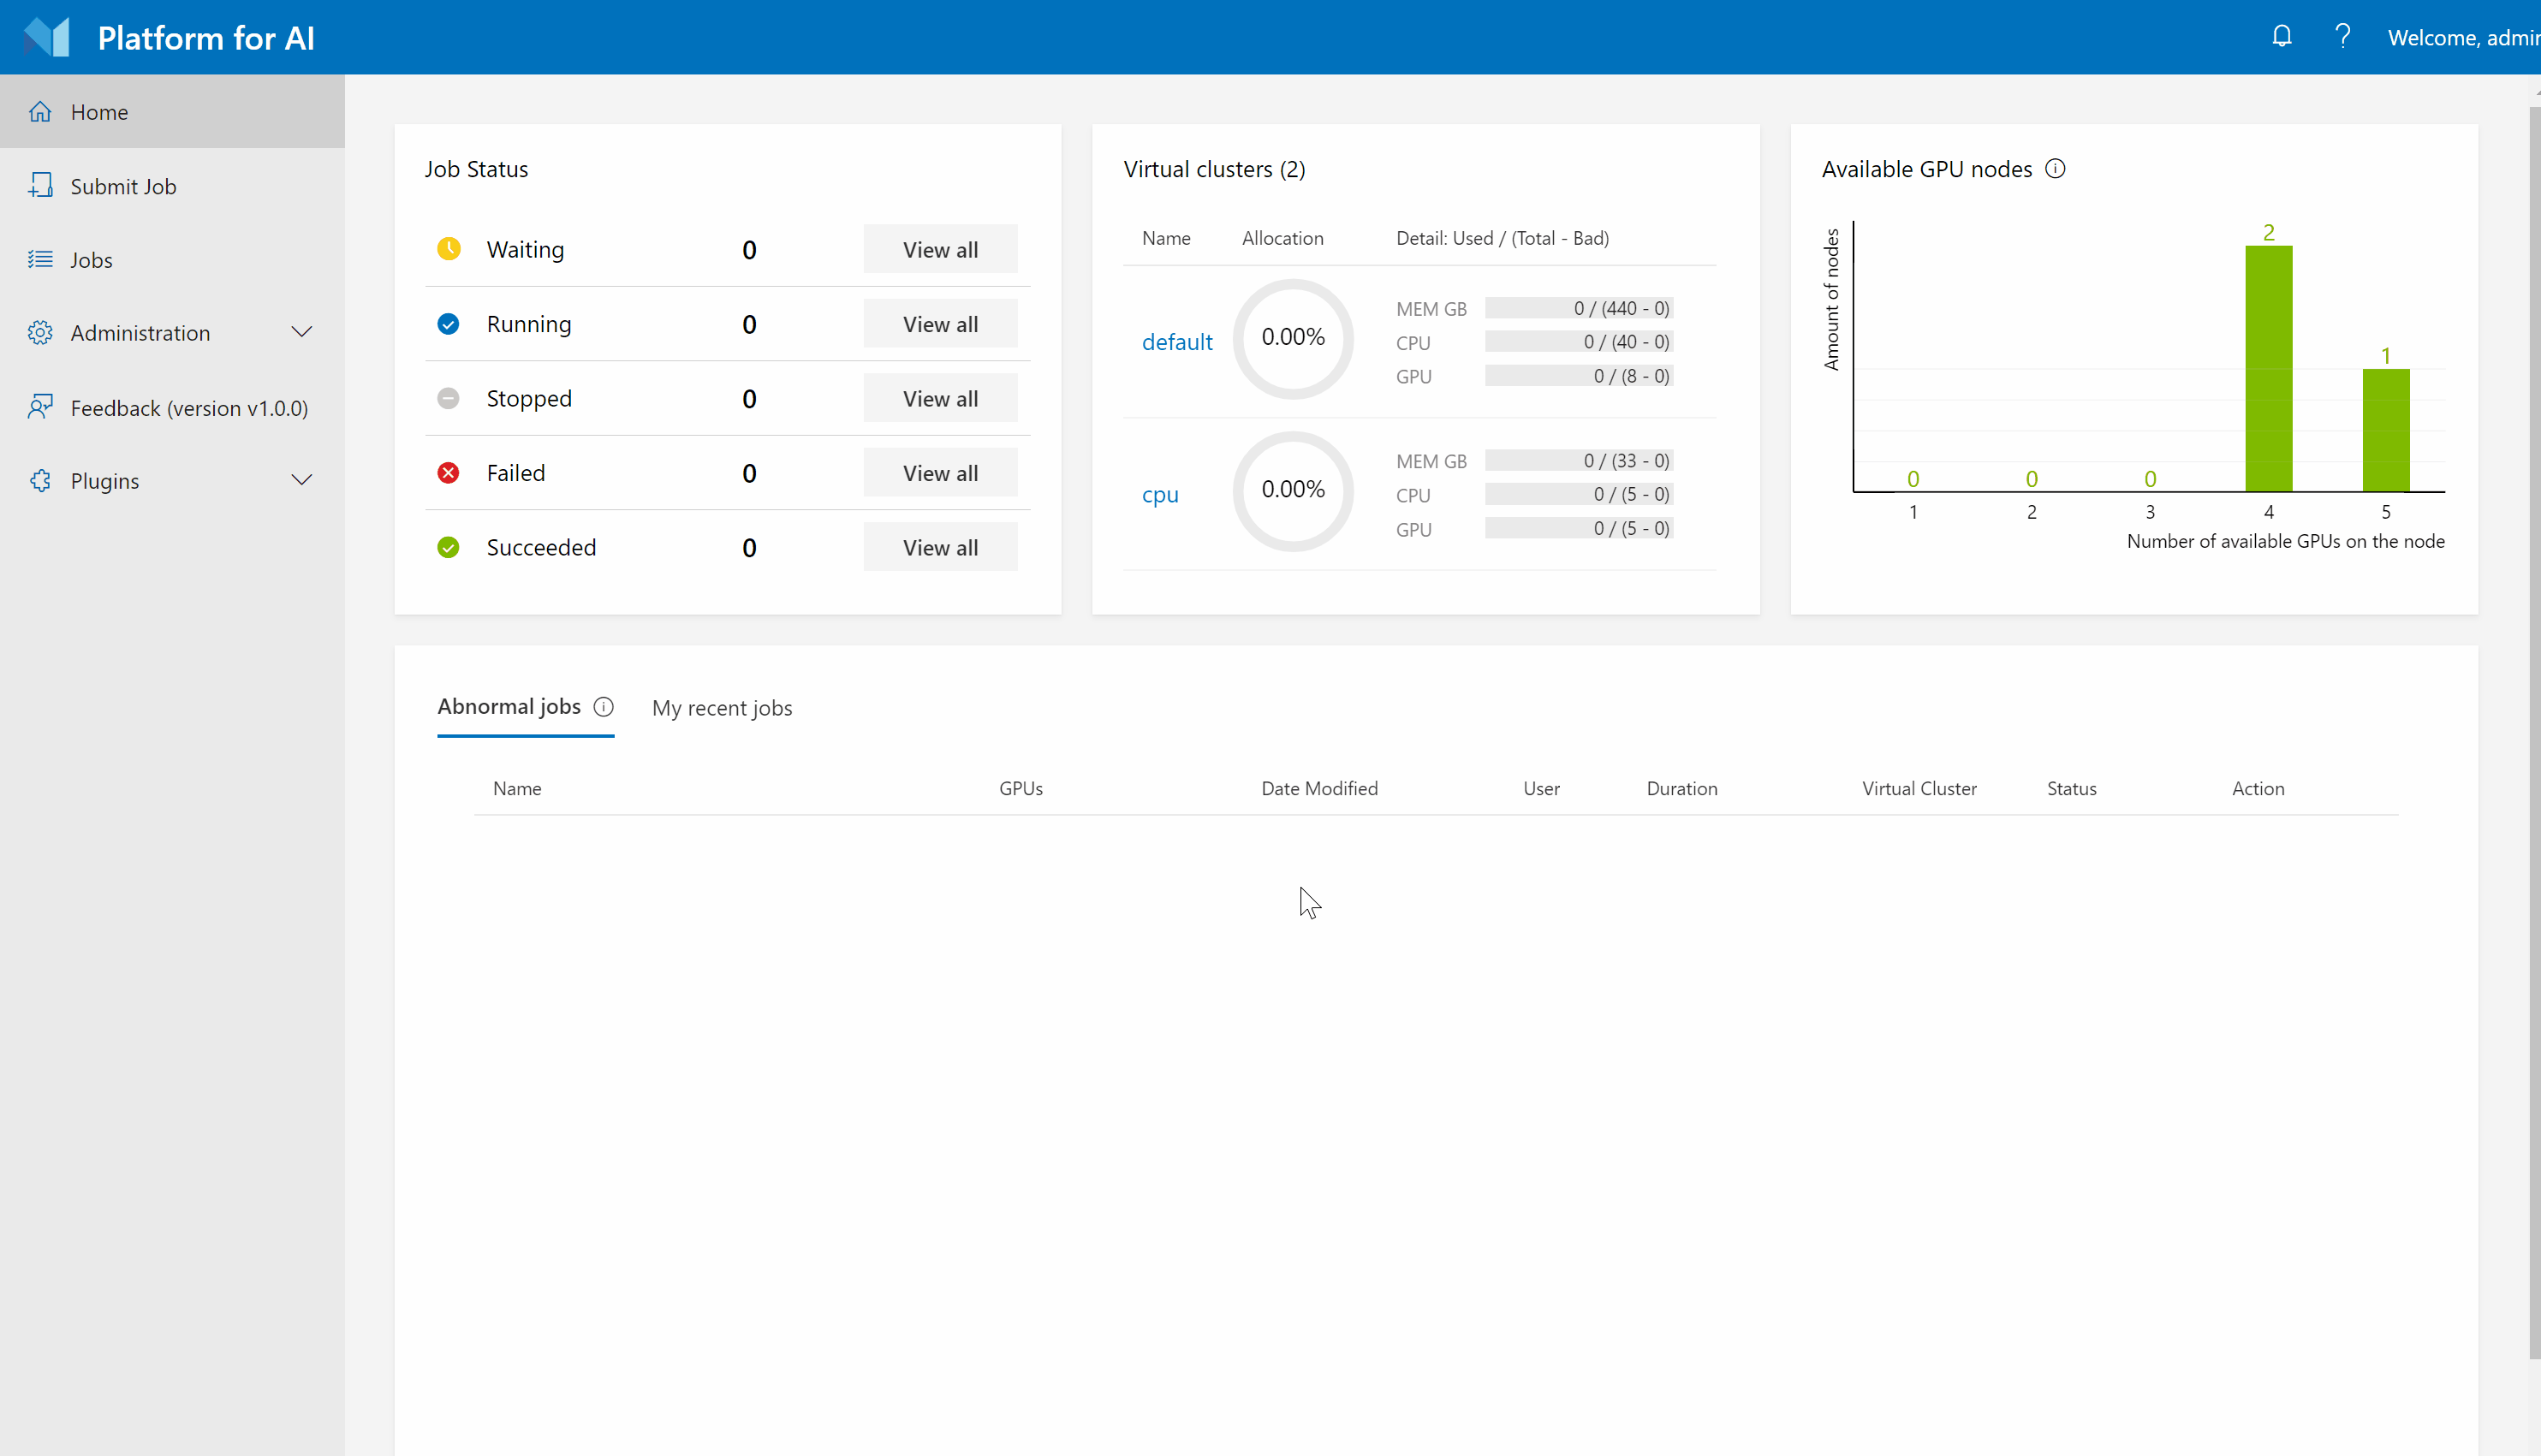 Platform for AI
Welcome, admin
Home
Submit Job
Jobs
Administration
Feedback (version v1.0.0)
Plugins
Job Status
Waiting 0 View all
Running 0 View all
Stopped 0 View all
Failed 0 View all
Succeeded 0 View all
Virtual clusters (2)
Name Allocation Detail: Used / (Total - Bad)
default 0.00%
MEM GB 0 / (440 - 0)
CPU 0 / (40 - 0)
GPU 0 / (8 - 0)
cpu 0.00%
MEM GB 0 / (33 - 0)
CPU 0 / (5 - 0)
GPU 0 / (5 - 0)
Available GPU nodes
Amount of nodes
0 0 0 2 1
1 2 3 4 5
Number of available GPUs on the node
Abnormal jobs My recent jobs
Name GPUs Date Modified User Duration Virtual Cluster Status Action